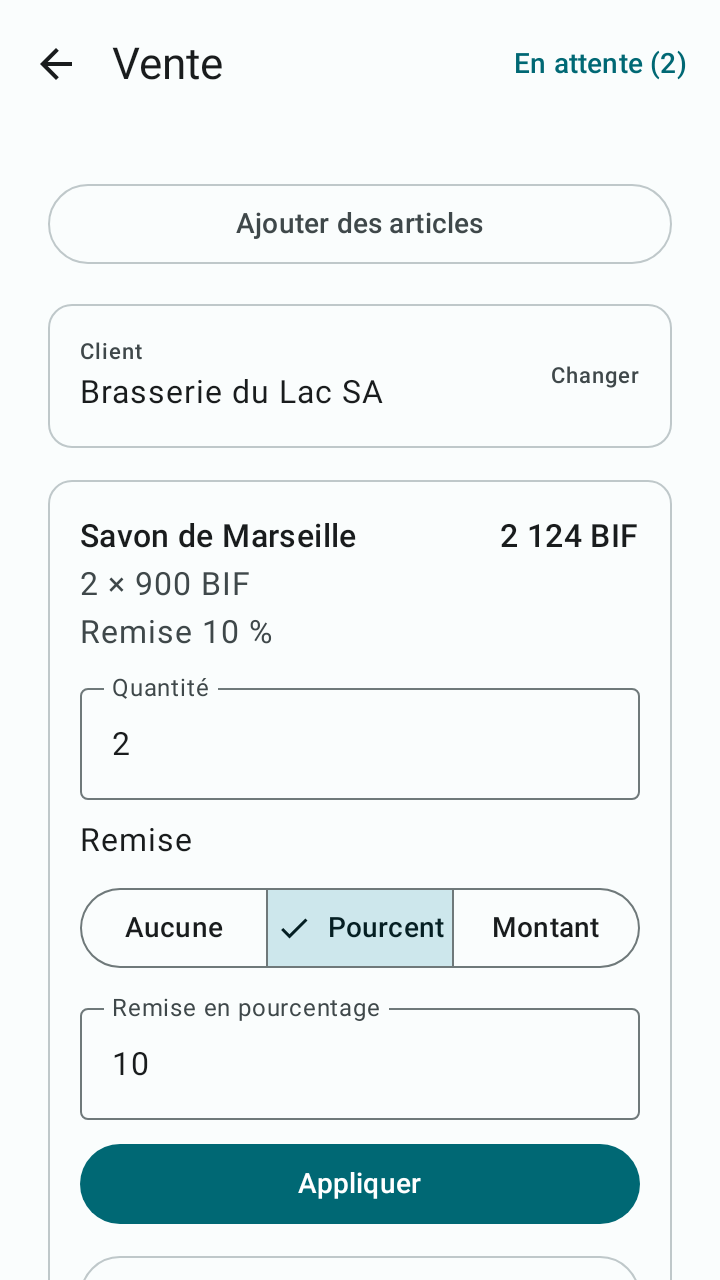 Vente
En attente (2)
Ajouter des articles
Client
Brasserie du Lac SA
Changer
Savon de Marseille
2 124 BIF
2 × 900 BIF
Remise 10 %
Quantité
2
Remise
Aucune
Pourcent
Montant
Remise en pourcentage
10
Appliquer